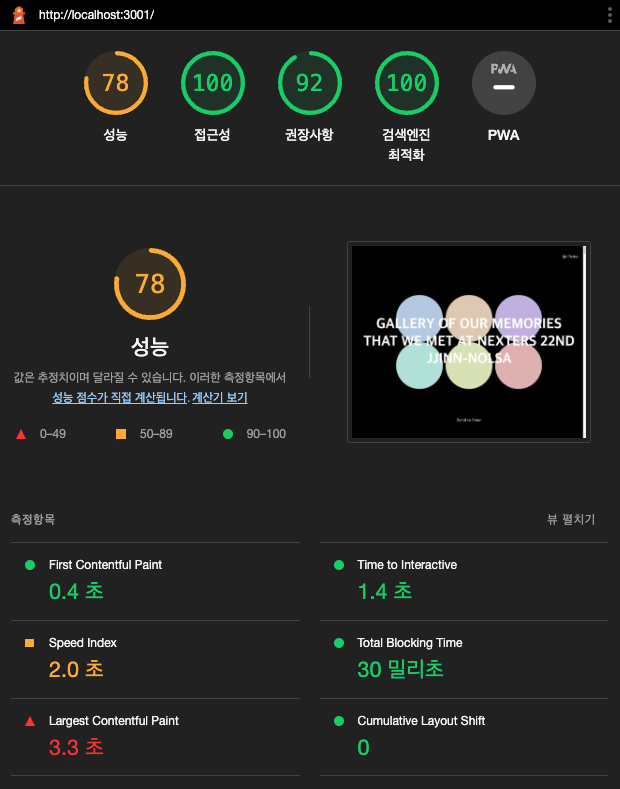 http://localhost:3001/
78
100
92
100
PWA
성능
접근성
권장사항
검색엔진
최적화
PWA
78
성능
값은 추정치이며 달라질 수 있습니다. 이러한 측정항목에서
성능 점수가 직접 계산됩니다. 계산기 보기
0–49
50–89
90–100
GALLERY OF OUR MEMORIES
THAT WE MET AT NEXTERS 22ND
JJINN-NOLSA
측정항목
뷰 펼치기
First Contentful Paint
0.4 초
Time to Interactive
1.4 초
Speed Index
2.0 초
Total Blocking Time
30 밀리초
Largest Contentful Paint
3.3 초
Cumulative Layout Shift
0